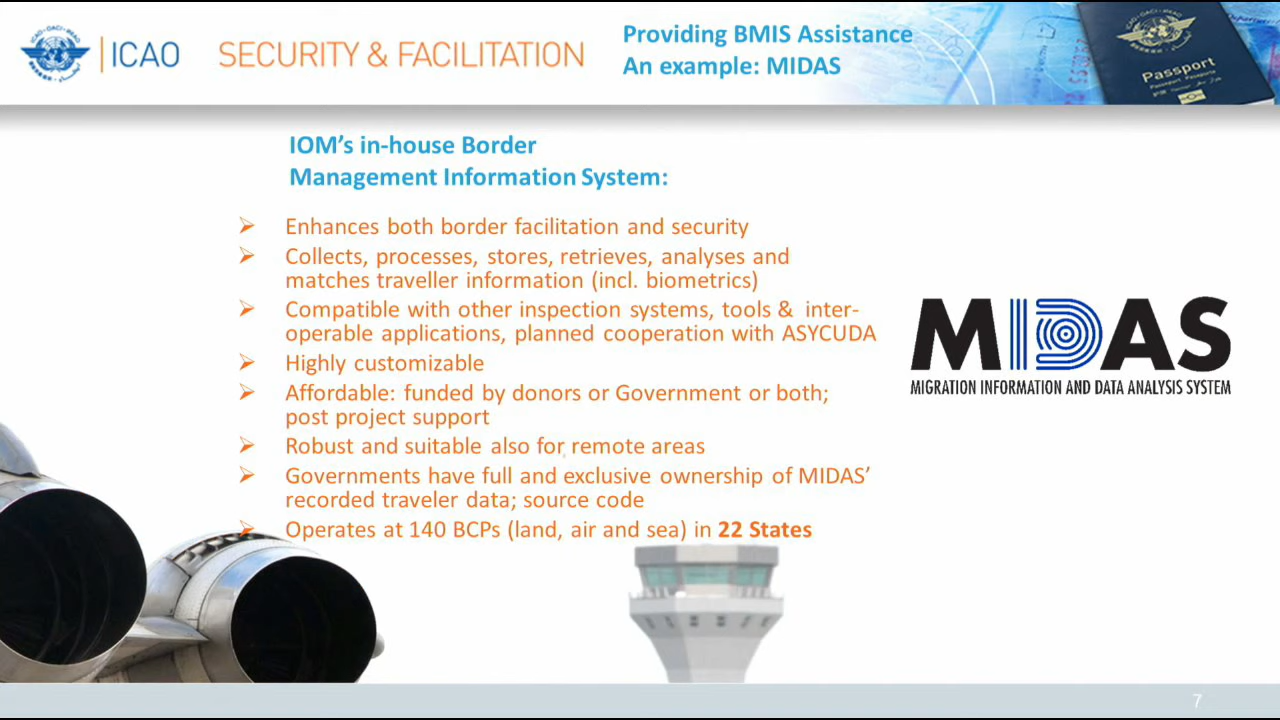 ICAO
SECURITY & FACILITATION
Providing BMIS Assistance
An example: MIDAS
Passport
IOM’s in-house Border
Management Information System:
Enhances both border facilitation and security
Collects, processes, stores, retrieves, analyses and
matches traveller information (incl. biometrics)
Compatible with other inspection systems, tools & inter-
operable applications, planned cooperation with ASYCUDA
Highly customizable
Affordable: funded by donors or Government or both;
post project support
Robust and suitable also for remote areas
Governments have full and exclusive ownership of MIDAS’
recorded traveler data; source code
Operates at 140 BCPs (land, air and sea) in 22 States
MIDAS
MIGRATION INFORMATION AND DATA ANALYSIS SYSTEM
7